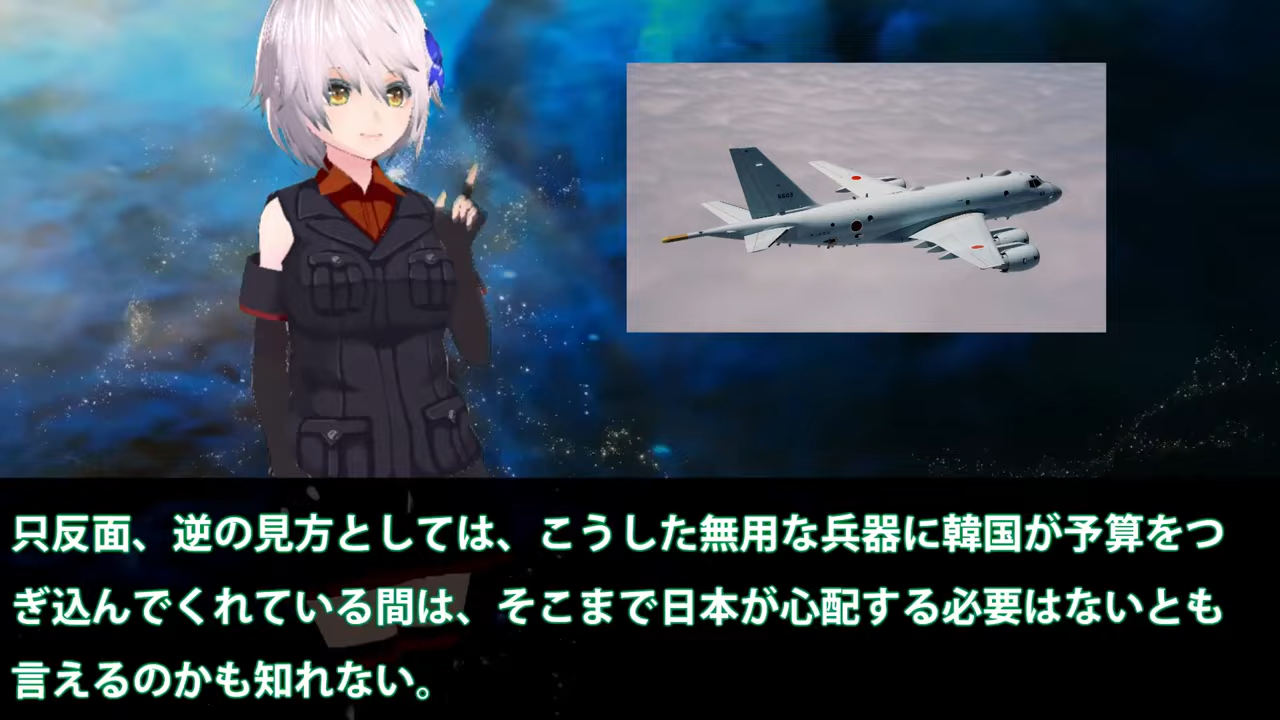 只反面、逆の見方としては、こうした無用な兵器に韓国が予算をつ
ぎ込んでくれている間は、そこまで日本が心配する必要はないとも
言えるのかも知れない。